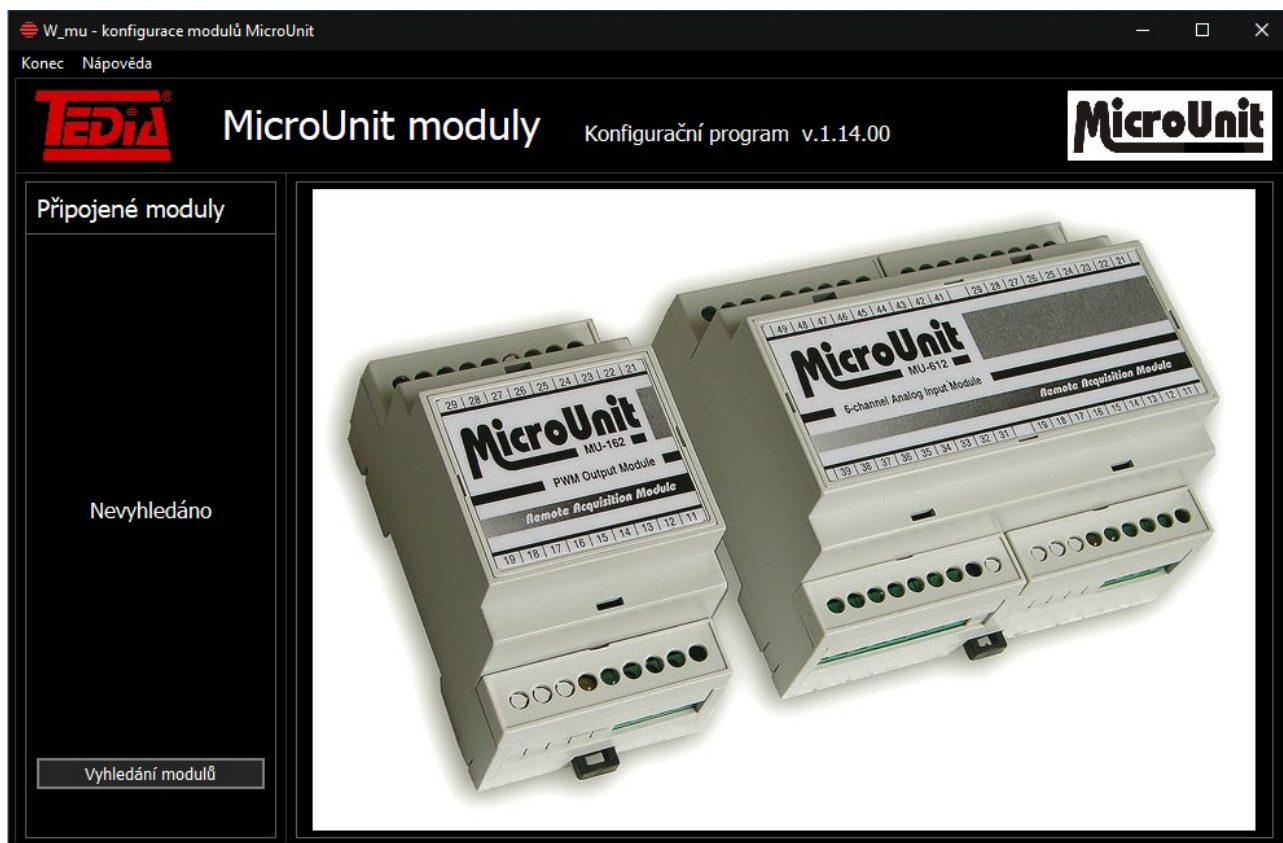 W_mu - konfigurace modulů MicroUnit
Konec Nápověda
TEDIA®
MicroUnit moduly
Konfigurační program v.1.14.00
MicroUnit
Připojené moduly
Nevyhledáno
Vyhledání modulů
29 28 27 26 25 24 23 22 21
MicroUnit
MU-162
PWM Output Module
Remote Acquisition Module
19 18 17 16 15 14 13 12 11
49 48 47 46 45 44 43 42 41 29 28 27 26 25 24 23 22 21
MicroUnit
MU-612
6-channel Analog Input Module
Remote Acquisition Module
39 38 37 36 35 34 33 32 31 19 18 17 16 15 14 13 12 11